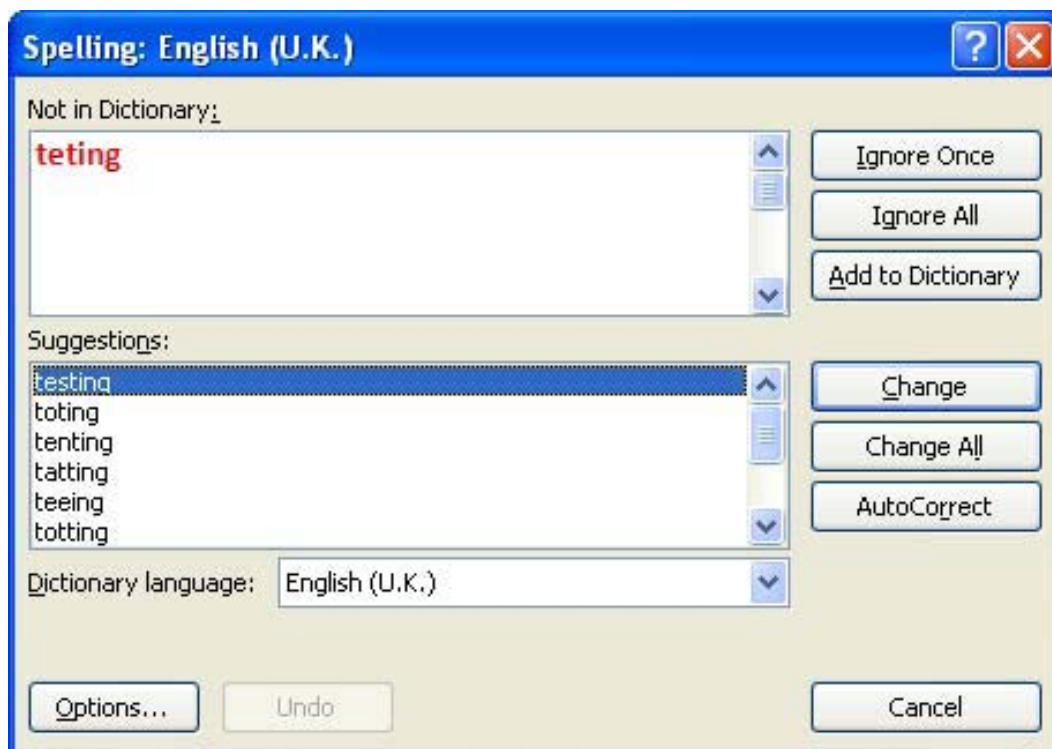 Spelling: English (U.K.)
Not in Dictionary:
teting
Ignore Once
Ignore All
Add to Dictionary
Suggestions:
testing
toting
tenting
tatting
teeing
totting
Change
Change All
AutoCorrect
Dictionary language: English (U.K.)
Options... Undo Cancel